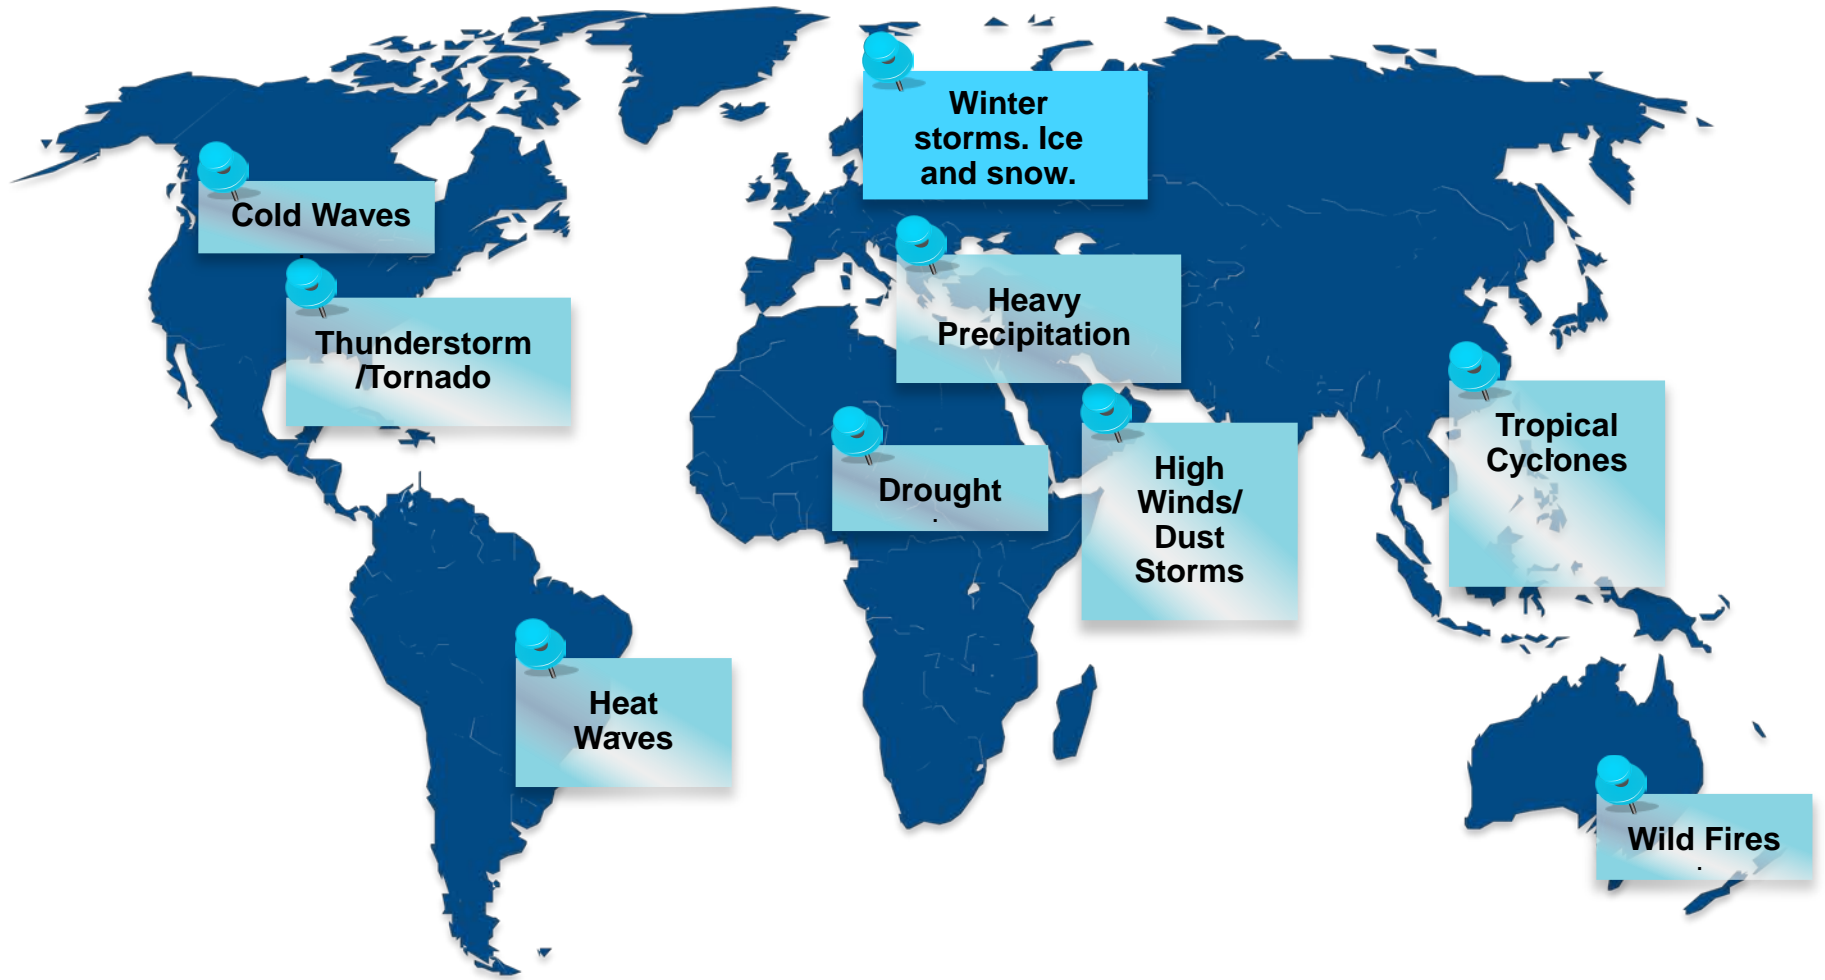 Winter
storms. Ice
and snow.
Cold Waves
Thunderstorm
/Tornado
Heavy
Precipitation
Tropical
Cyclones
High
Winds/
Dust
Storms
Drought
.
Heat
Waves
Wild Fires
.